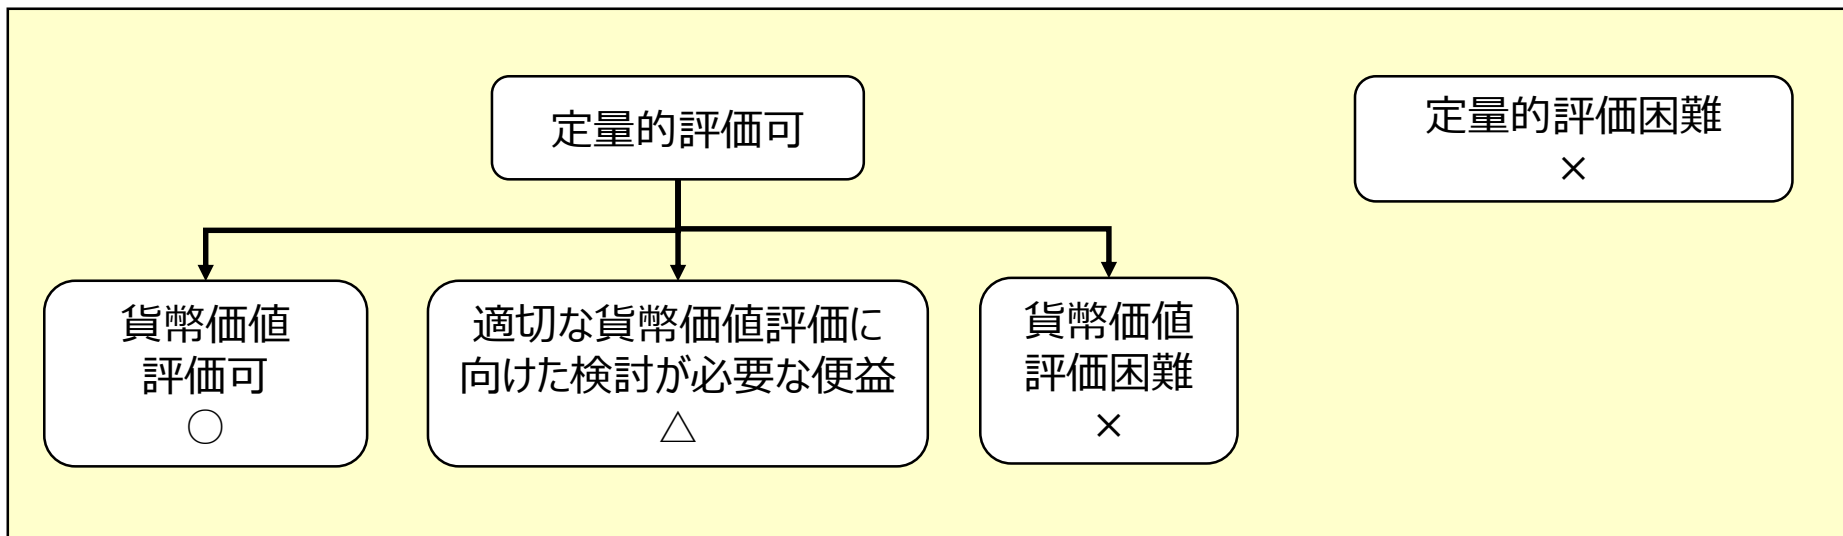 定量的評価可
定量的評価困難
×
貨幣価値
評価可
○
適切な貨幣価値評価に
向けた検討が必要な便益
△
貨幣価値
評価困難
×